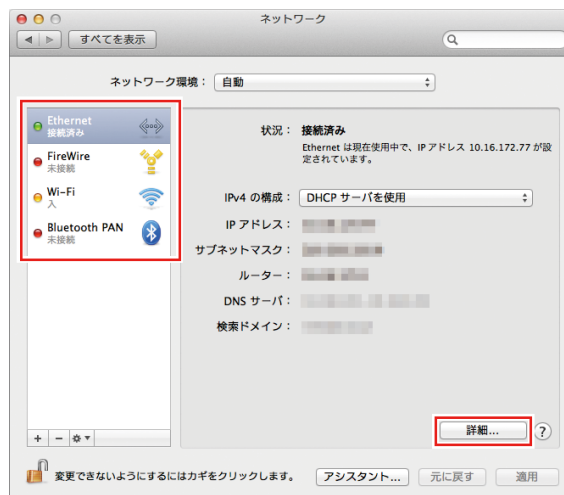 ネットワーク
すべてを表示
ネットワーク環境： 自動
Ethernet
接続済み
FireWire
未接続
Wi-Fi
入
Bluetooth PAN
未接続
状況： 接続済み
Ethernet は現在使用中で、IP アドレス 10.16.172.77 が設
定されています。
IPv4 の構成： DHCP サーバを使用
IP アドレス：
サブネットマスク：
ルーター：
DNS サーバ：
検索ドメイン：
詳細... ?
+ −
変更できないようにするにはカギをクリックします。 アシスタント... 元に戻す 適用